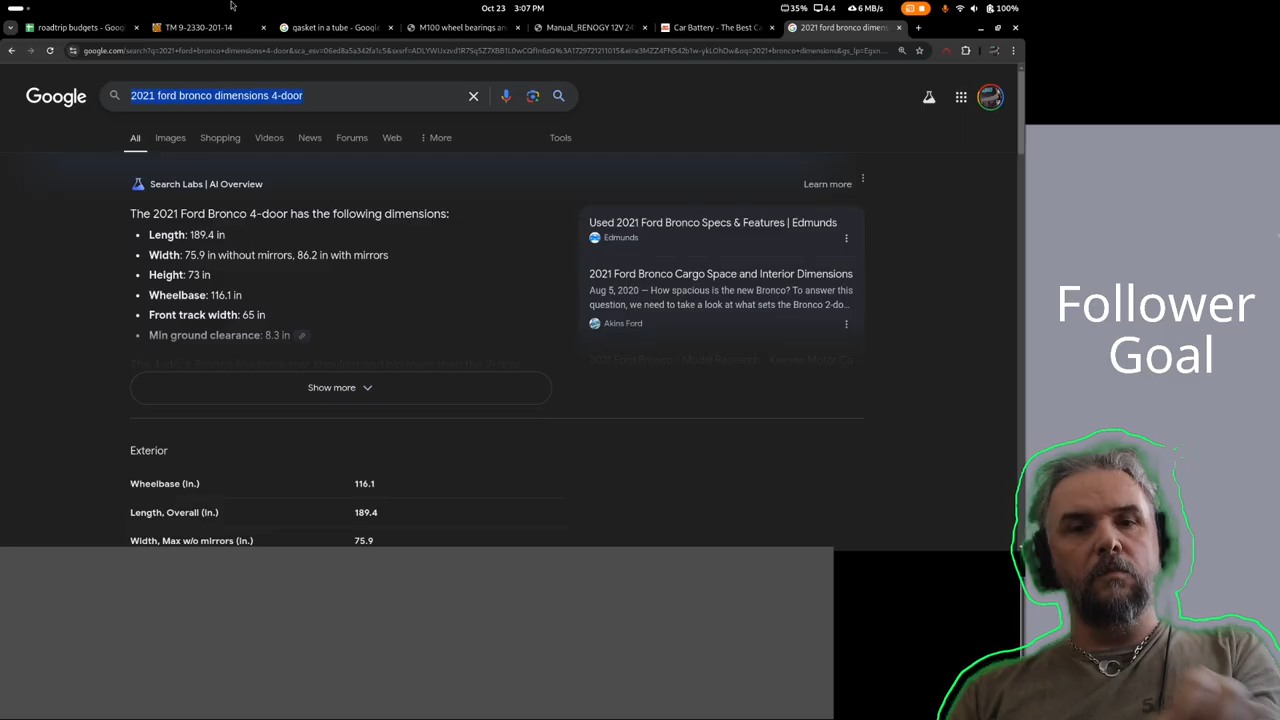 Oct 23 3:07 PM
35% 4.4 6 MB/s 100%
roadtrip budgets - Goo
TM 9-2330-201-14
gasket in a tube - Google
M100 wheel bearings an
Manual_RENOGY 12V 24
Car Battery - The Best C
2021 ford bronco dimens
Google
2021 ford bronco dimensions 4-door
All Images Shopping Videos News Forums Web More Tools
Search Labs | AI Overview
Learn more
The 2021 Ford Bronco 4-door has the following dimensions:
• Length: 189.4 in
• Width: 75.9 in without mirrors, 86.2 in with mirrors
• Height: 73 in
• Wheelbase: 116.1 in
• Front track width: 65 in
• Min ground clearance: 8.3 in
Show more
Used 2021 Ford Bronco Specs & Features | Edmunds
Edmunds
2021 Ford Bronco Cargo Space and Interior Dimensions
Aug 5, 2020 — How spacious is the new Bronco? To answer this
question, we need to take a look at what sets the Bronco 2-do...
Akins Ford
Exterior
Wheelbase (in.) 116.1
Length, Overall (in.) 189.4
Width, Max w/o mirrors (in.) 75.9
Follower
Goal